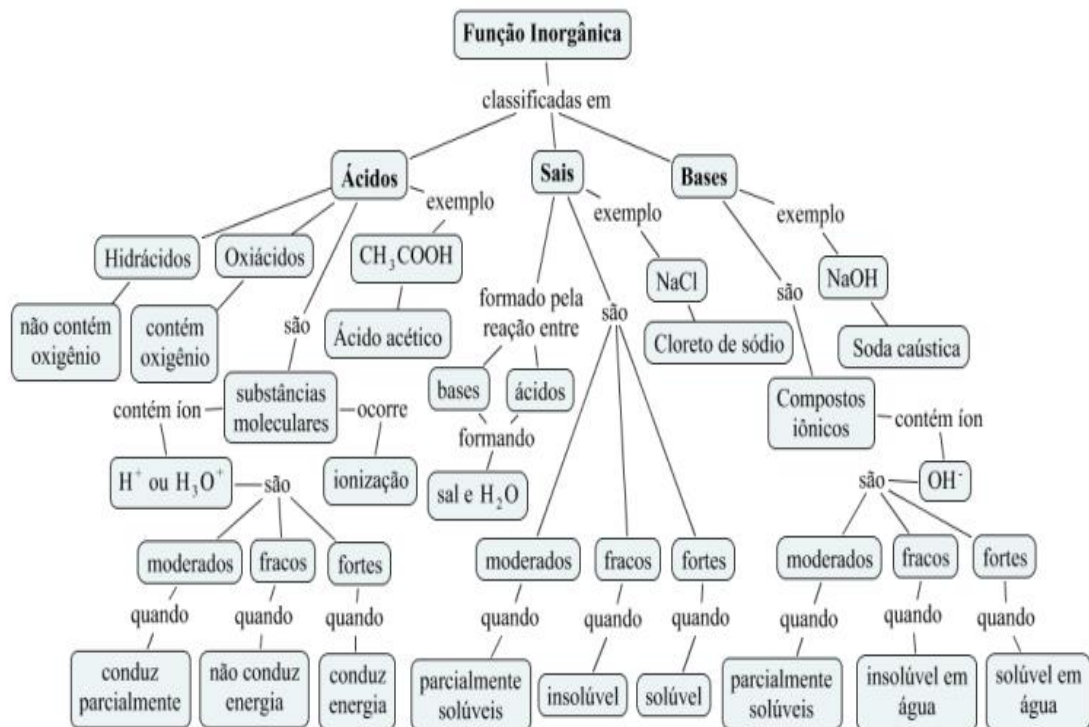 Função Inorgânica
classificadas em
Ácidos
Sais
Bases
exemplo
exemplo
exemplo
Hidrácidos
Oxiácidos
CH₃COOH
NaCl
NaOH
não contém
oxigênio
contém
oxigênio
são
Ácido acético
formado pela
reação entre
são
Cloreto de sódio
são
Soda caústica
contém íon
substâncias
moleculares
ocorre
bases
ácidos
Compostos
iônicos
contém íon
formando
H⁺ ou H₃O⁺
são
ionização
sal e H₂O
são
OH⁻
moderados
fracos
fortes
moderados
fracos
fortes
moderados
fracos
fortes
quando
quando
quando
quando
quando
quando
quando
quando
quando
conduz
parcialmente
não conduz
energia
conduz
energia
parcialmente
solúveis
insolúvel
solúvel
parcialmente
solúveis
insolúvel em
água
solúvel em
água